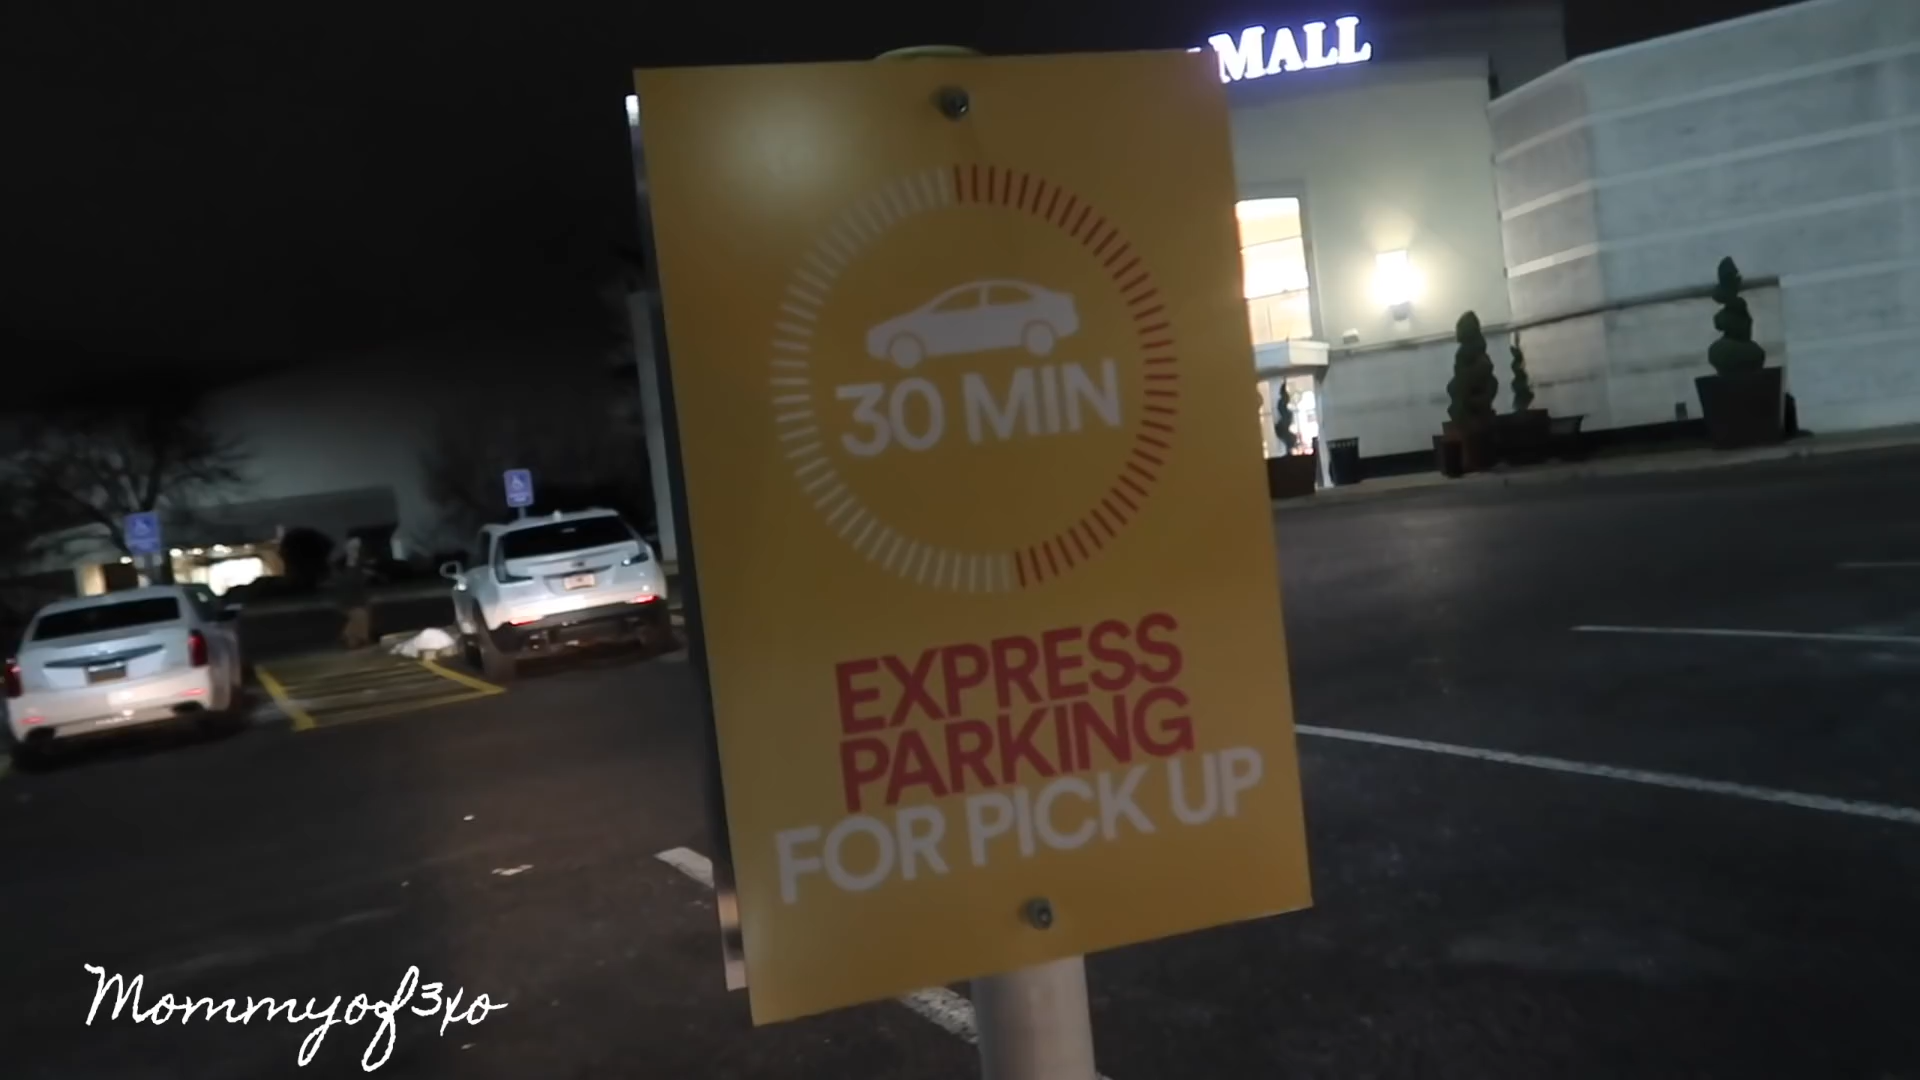 MALL
30 MIN
EXPRESS
PARKING
FOR PICK UP
Mommyof3xo